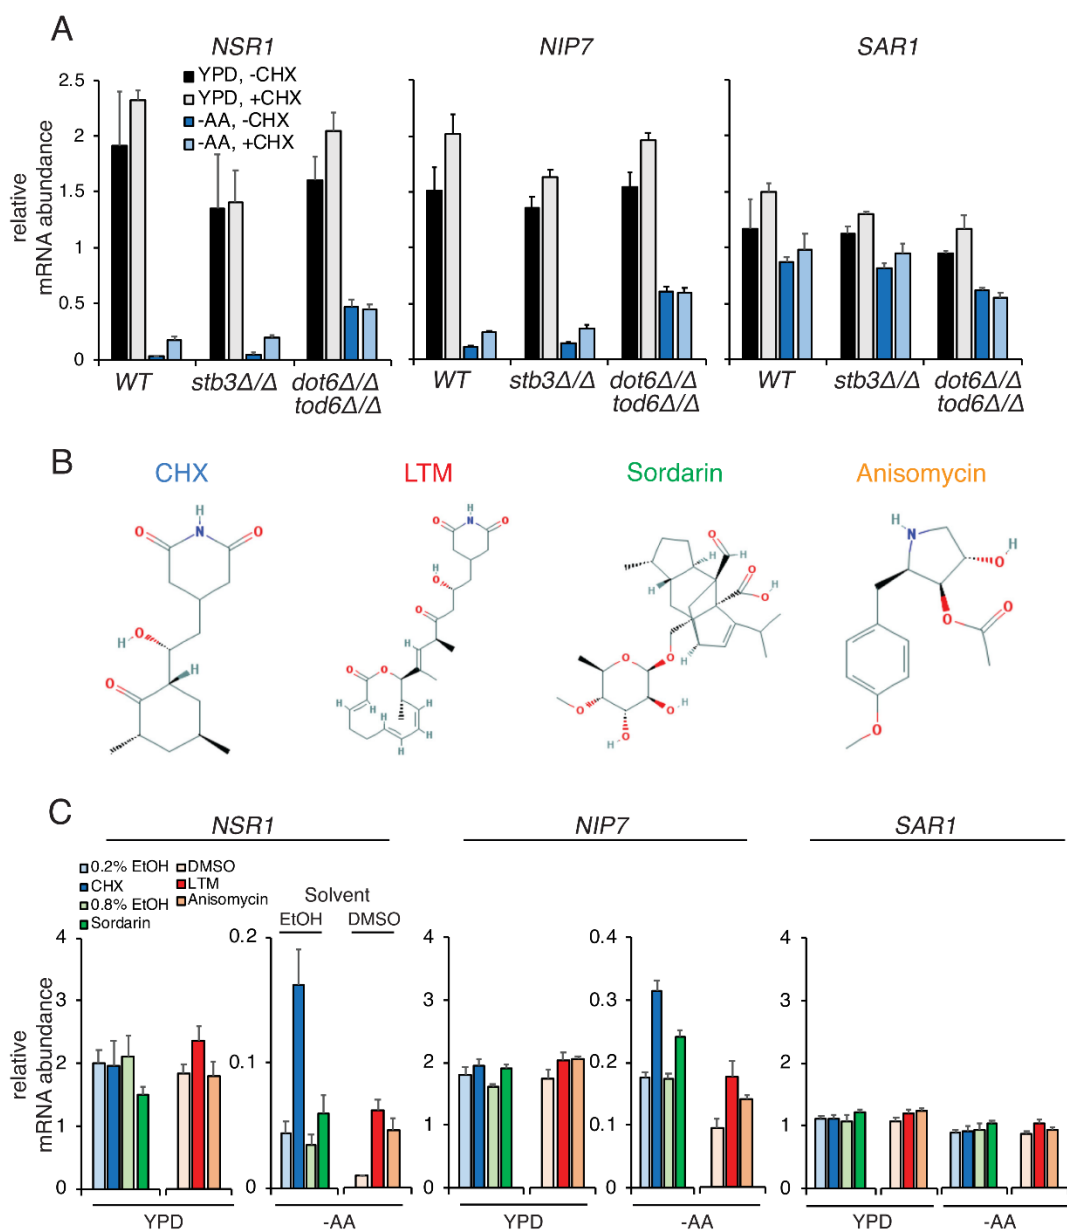 A
NSR1
NIP7
SAR1
YPD, -CHX
YPD, +CHX
-AA, -CHX
-AA, +CHX
relative
mRNA abundance
2.5
2
1.5
1
0.5
0
WT
stb3Δ/Δ
dot6Δ/Δ
tod6Δ/Δ
WT
stb3Δ/Δ
dot6Δ/Δ
tod6Δ/Δ
WT
stb3Δ/Δ
dot6Δ/Δ
tod6Δ/Δ
B
CHX
LTM
Sordarin
Anisomycin
H
N
O
O
H
O
H
O
H
N
O
O
H
O
O
O
O
H
H
H
H
H
H
H
H
O
O
O
H
H
O
O
O
O
H
O
H
H
N
O
H
O
O
O
C
NSR1
NIP7
SAR1
0.2% EtOH
CHX
0.8% EtOH
Sordarin
DMSO
LTM
Anisomycin
Solvent
EtOH
DMSO
relative
mRNA abundance
4
3
2
1
0
0.2
0.1
0
4
3
2
1
0
0.4
0.3
0.2
0.1
0
4
3
2
1
0
YPD
-AA
YPD
-AA
YPD
-AA